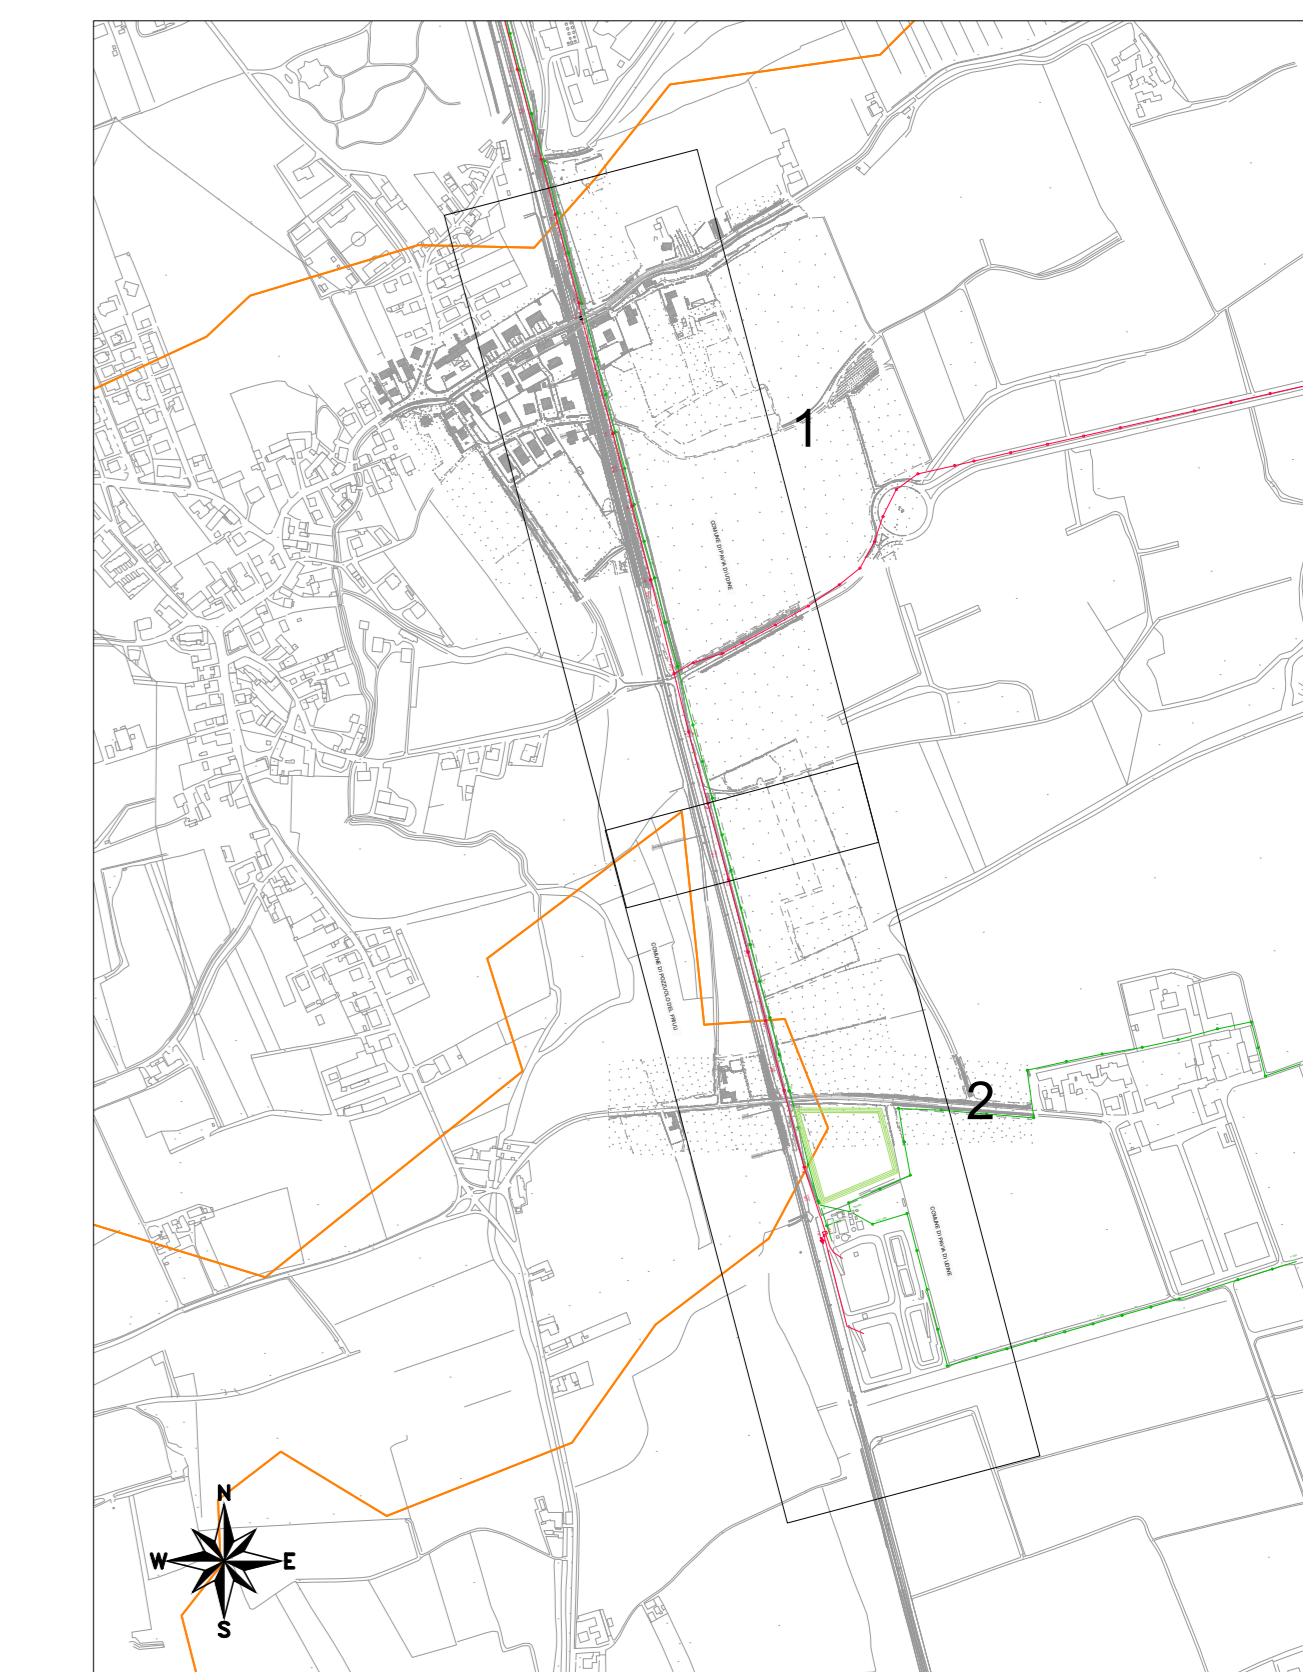 1
COMUNE DI PAVIA DI UDINE
COMUNE DI POZZUOLO DEL FRIULI
2
COMUNE DI PAVIA DI UDINE
N
W E
S